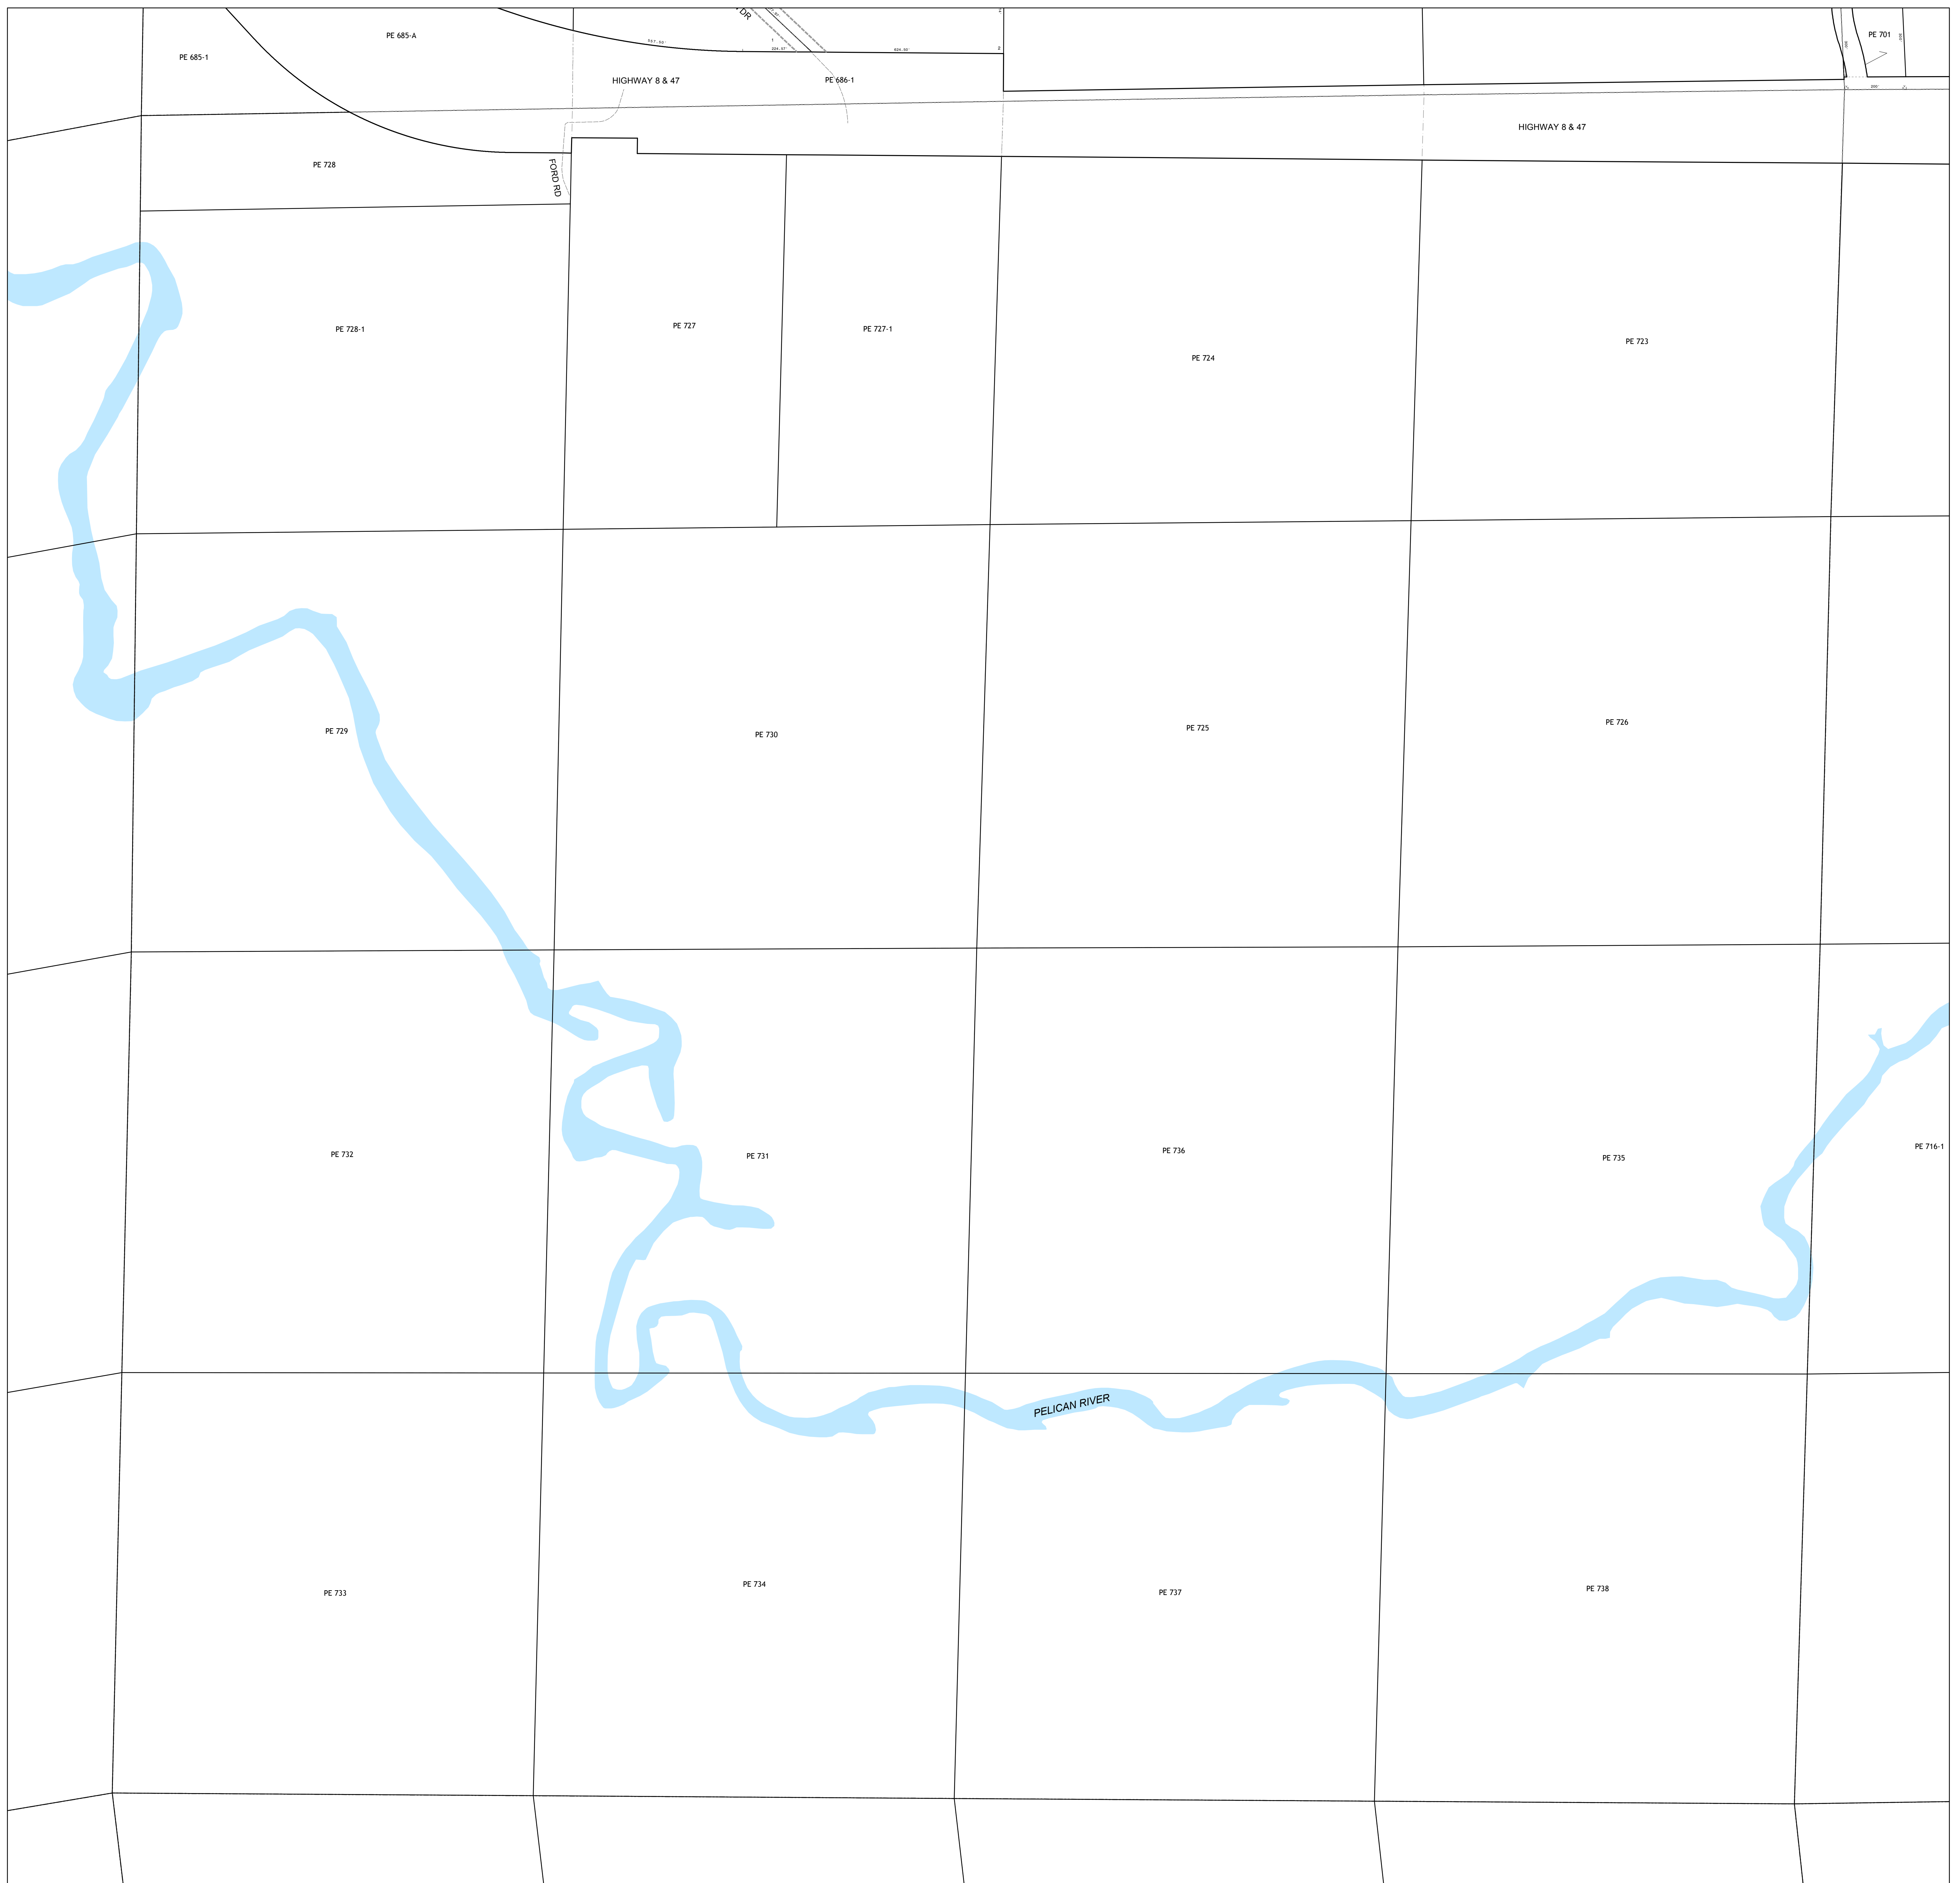 DR
PE 685-A
PE 701
PE 685-1
HIGHWAY 8 & 47
PE 686-1
HIGHWAY 8 & 47
PE 728
FORD RD
PE 728-1
PE 727
PE 727-1
PE 724
PE 723
PE 729
PE 730
PE 725
PE 726
PE 732
PE 731
PE 736
PE 735
PE 716-1
PELICAN RIVER
PE 733
PE 734
PE 737
PE 738